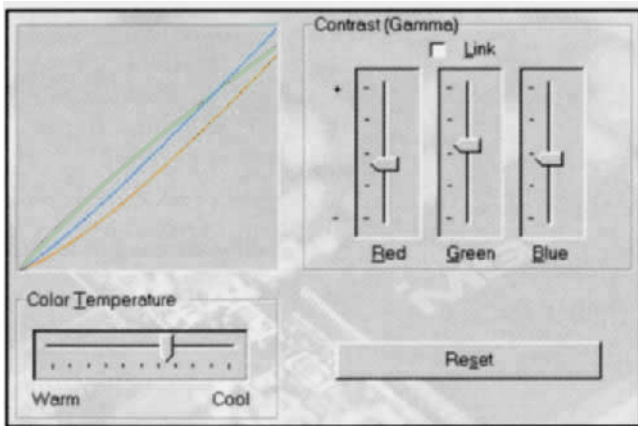 Contrast (Gamma)
Link
+
-
Red Green Blue
Color Temperature
Warm Cool
Reset